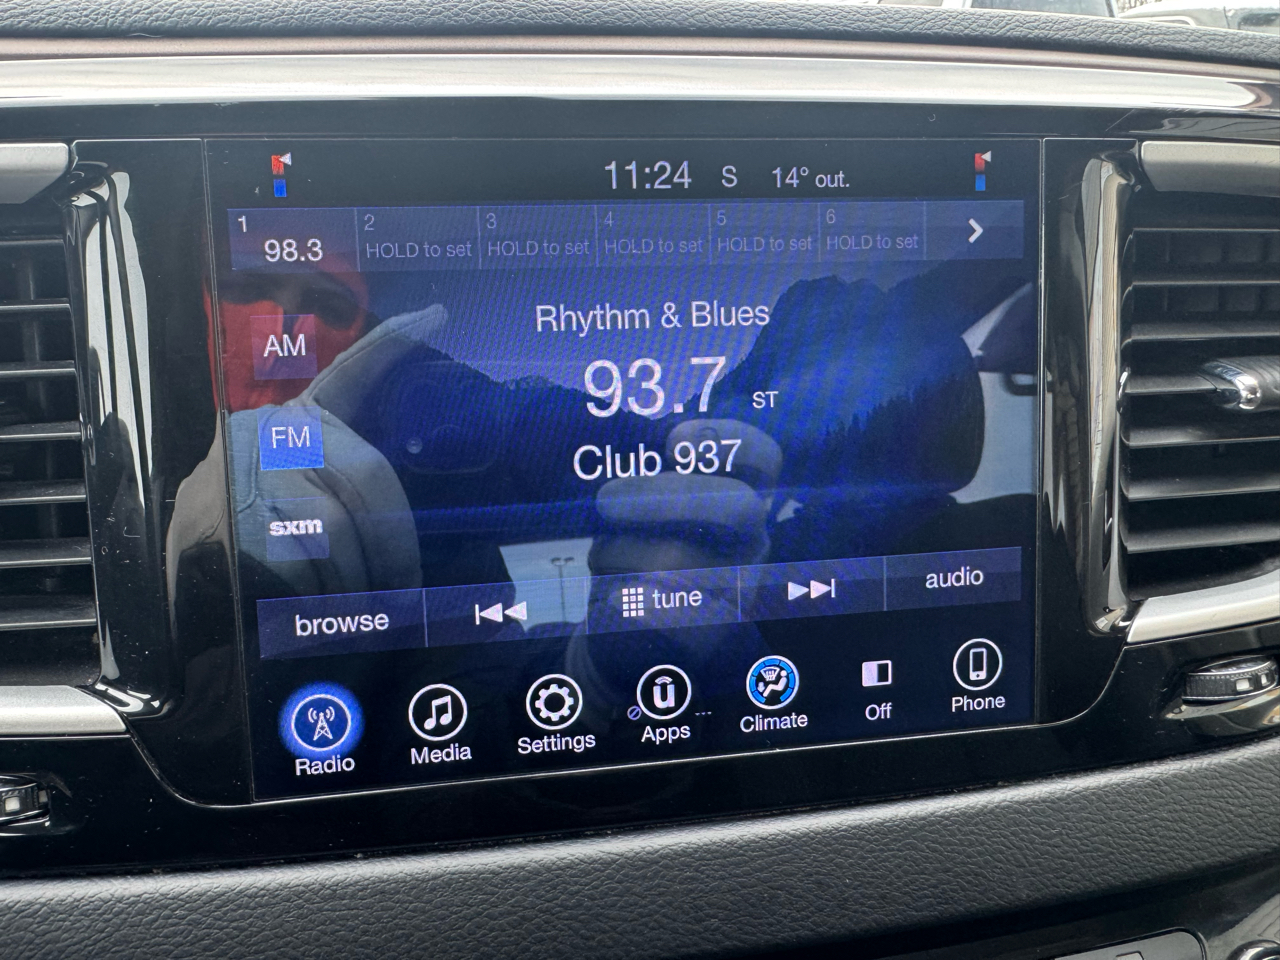 11:24 S 14° out.
1 2 3 4 5 6
98.3 HOLD to set HOLD to set HOLD to set HOLD to set HOLD to set
Rhythm & Blues
AM
93.7 ST
FM
Club 937
sxm
browse tune audio
Radio Media Settings Apps Climate Off Phone